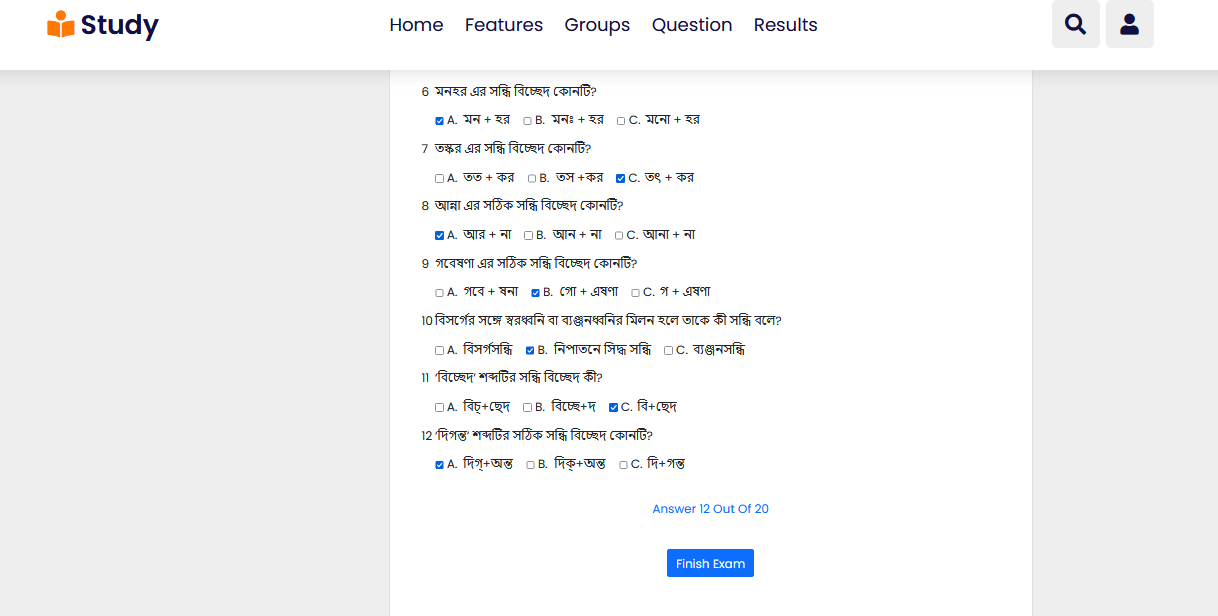 Study
Home Features Groups Question Results
6 মনহর এর সন্ধি বিচ্ছেদ কোনটি?
A. মন + হর B. মনঃ + হর C. মনো + হর
7 তস্কর এর সন্ধি বিচ্ছেদ কোনটি?
A. তত + কর B. তস +কর C. তৎ + কর
8 আন্না এর সঠিক সন্ধি বিচ্ছেদ কোনটি?
A. আর + না B. আন + না C. আনা + না
9 গবেষণা এর সঠিক সন্ধি বিচ্ছেদ কোনটি?
A. গবে + ষনা B. গো + এষণা C. গ + এষণা
10 বিসর্গের সঙ্গে স্বরধ্বনি বা ব্যঞ্জনধ্বনির মিলন হলে তাকে কী সন্ধি বলে?
A. বিসর্গসন্ধি B. নিপাতনে সিদ্ধ সন্ধি C. ব্যঞ্জনসন্ধি
11 ‘বিচ্ছেদ’ শব্দটির সন্ধি বিচ্ছেদ কী?
A. বিচ্+ছেদ B. বিচ্ছে+দ C. বি+ছেদ
12 ‘দিগন্ত’ শব্দটির সঠিক সন্ধি বিচ্ছেদ কোনটি?
A. দিগ্+অন্ত B. দিক্+অন্ত C. দি+গন্ত
Answer 12 Out Of 20
Finish Exam